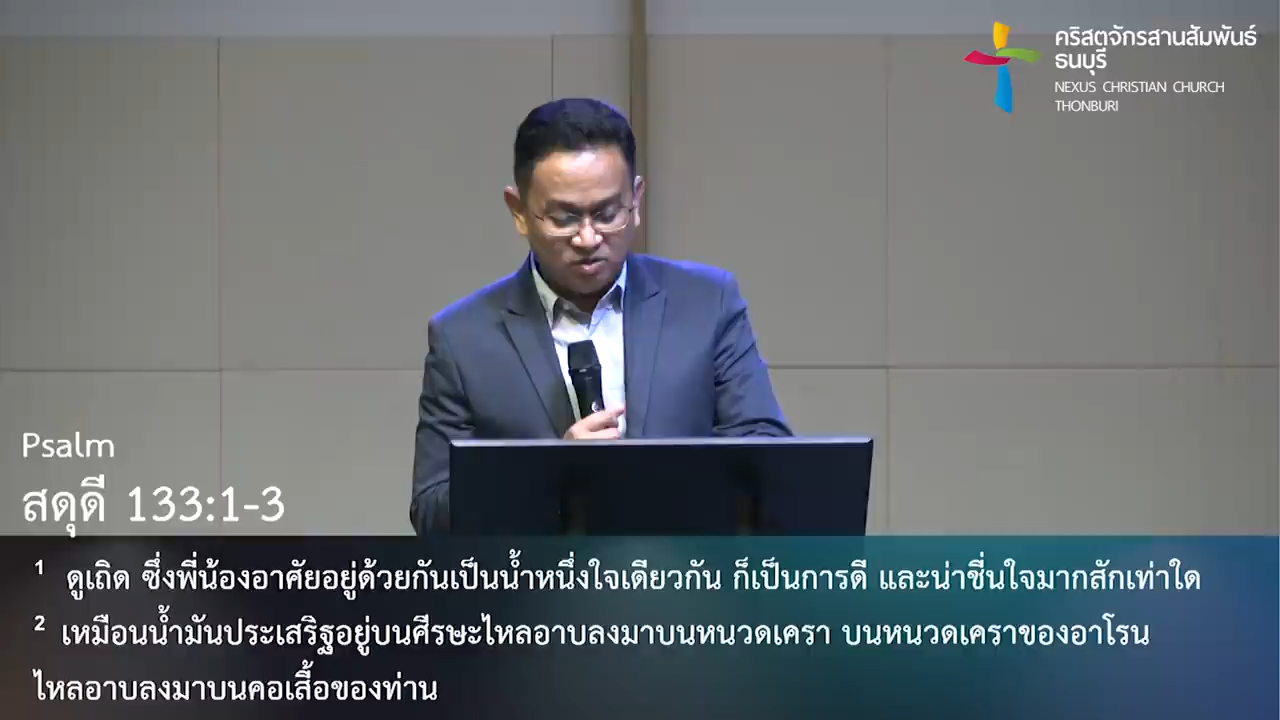 คริสตจักรสานสัมพันธ์
ธนบุรี
NEXUS CHRISTIAN CHURCH
THONBURI
Psalm
สดุดี 133:1-3
1 ดูเถิด ซึ่งพี่น้องอาศัยอยู่ด้วยกันเป็นน้ำหนึ่งใจเดียวกัน ก็เป็นการดี และน่าชื่นใจมากสักเท่าใด
2 เหมือนน้ำมันประเสริฐอยู่บนศีรษะไหลอาบลงมาบนหนวดเครา บนหนวดเคราของอาโรน
ไหลอาบลงมาบนคอเสื้อของท่าน